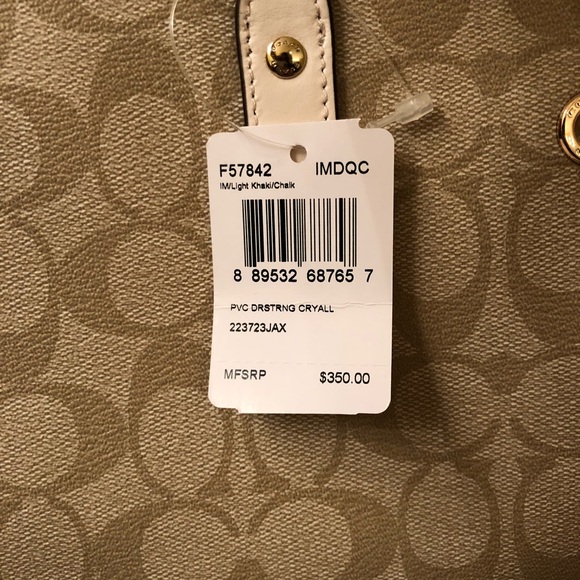 F57842 IMDQC
IM/Light Khaki/Chalk
8 89532 68765 7
PVC DRSTRNG CRYALL
223723JAX
MFSRP $350.00